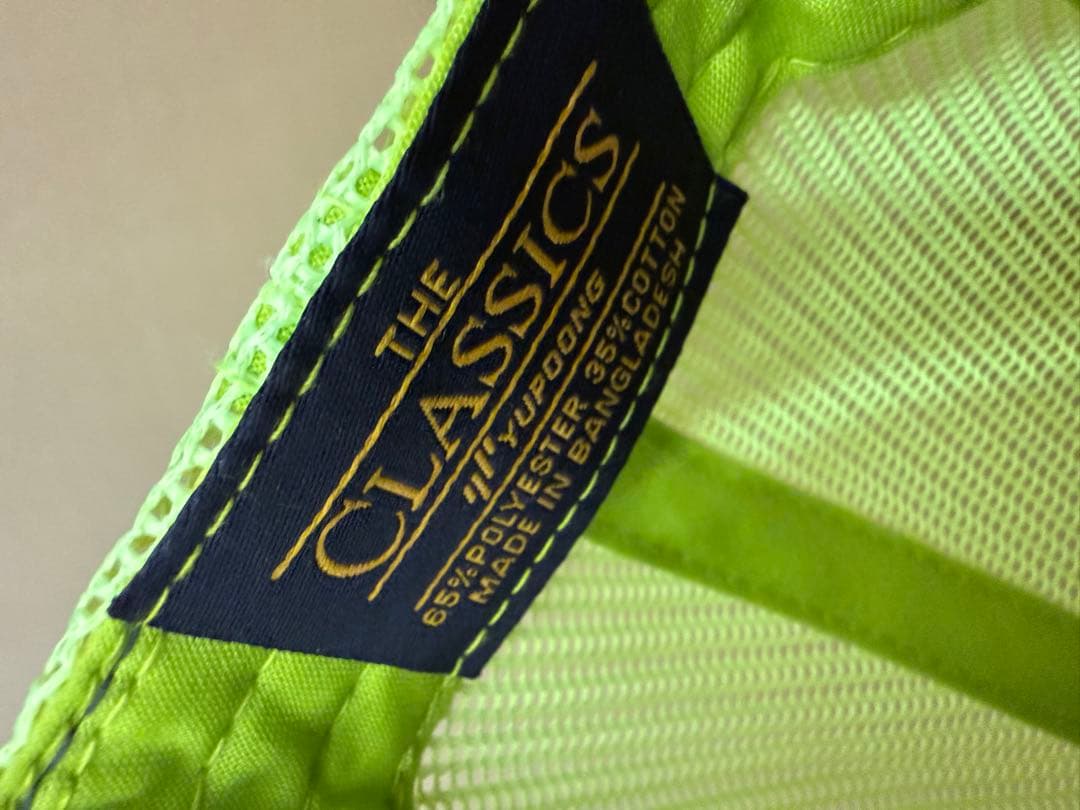 THE
CLASSICS
YUPOONG
65%POLYESTER 35%COTTON
MADE IN BANGLADESH